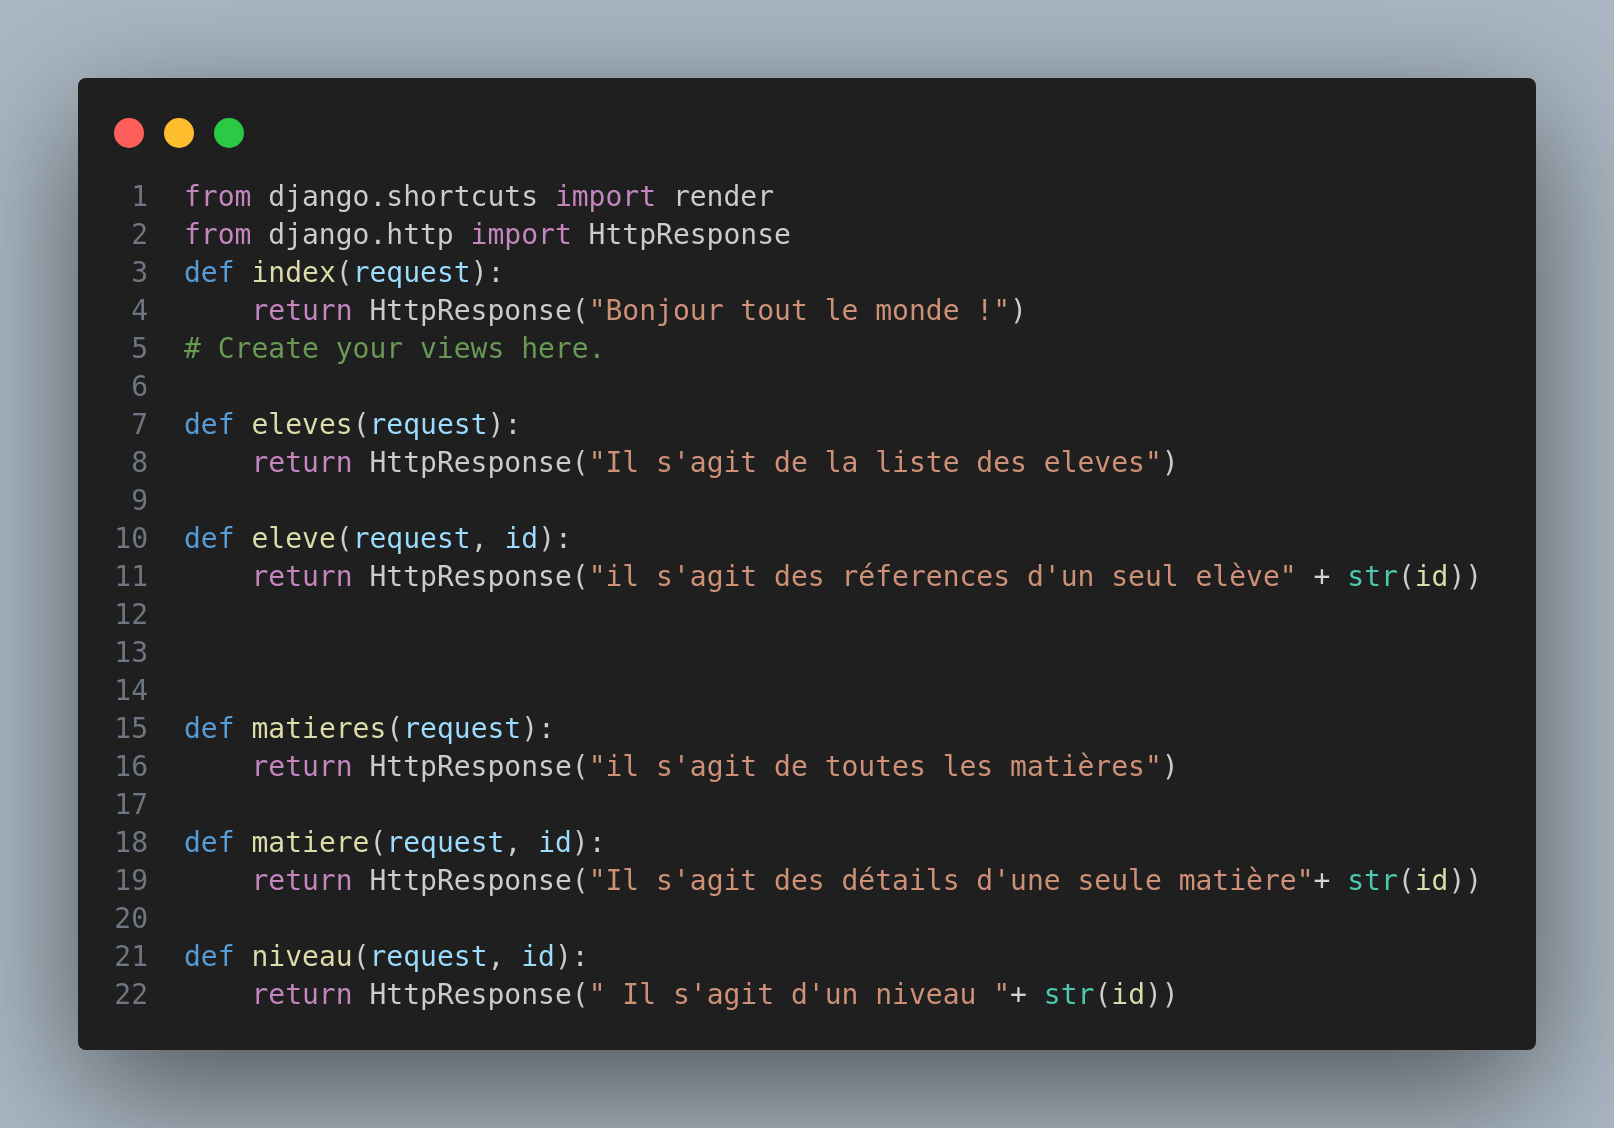 1 from django.shortcuts import render
2 from django.http import HttpResponse
3 def index(request):
4     return HttpResponse("Bonjour tout le monde !")
5 # Create your views here.
6
7 def eleves(request):
8     return HttpResponse("Il s'agit de la liste des eleves")
9
10 def eleve(request, id):
11     return HttpResponse("il s'agit des réferences d'un seul elève" + str(id))
12
13
14
15 def matieres(request):
16     return HttpResponse("il s'agit de toutes les matières")
17
18 def matiere(request, id):
19     return HttpResponse("Il s'agit des détails d'une seule matière"+ str(id))
20
21 def niveau(request, id):
22     return HttpResponse(" Il s'agit d'un niveau "+ str(id))